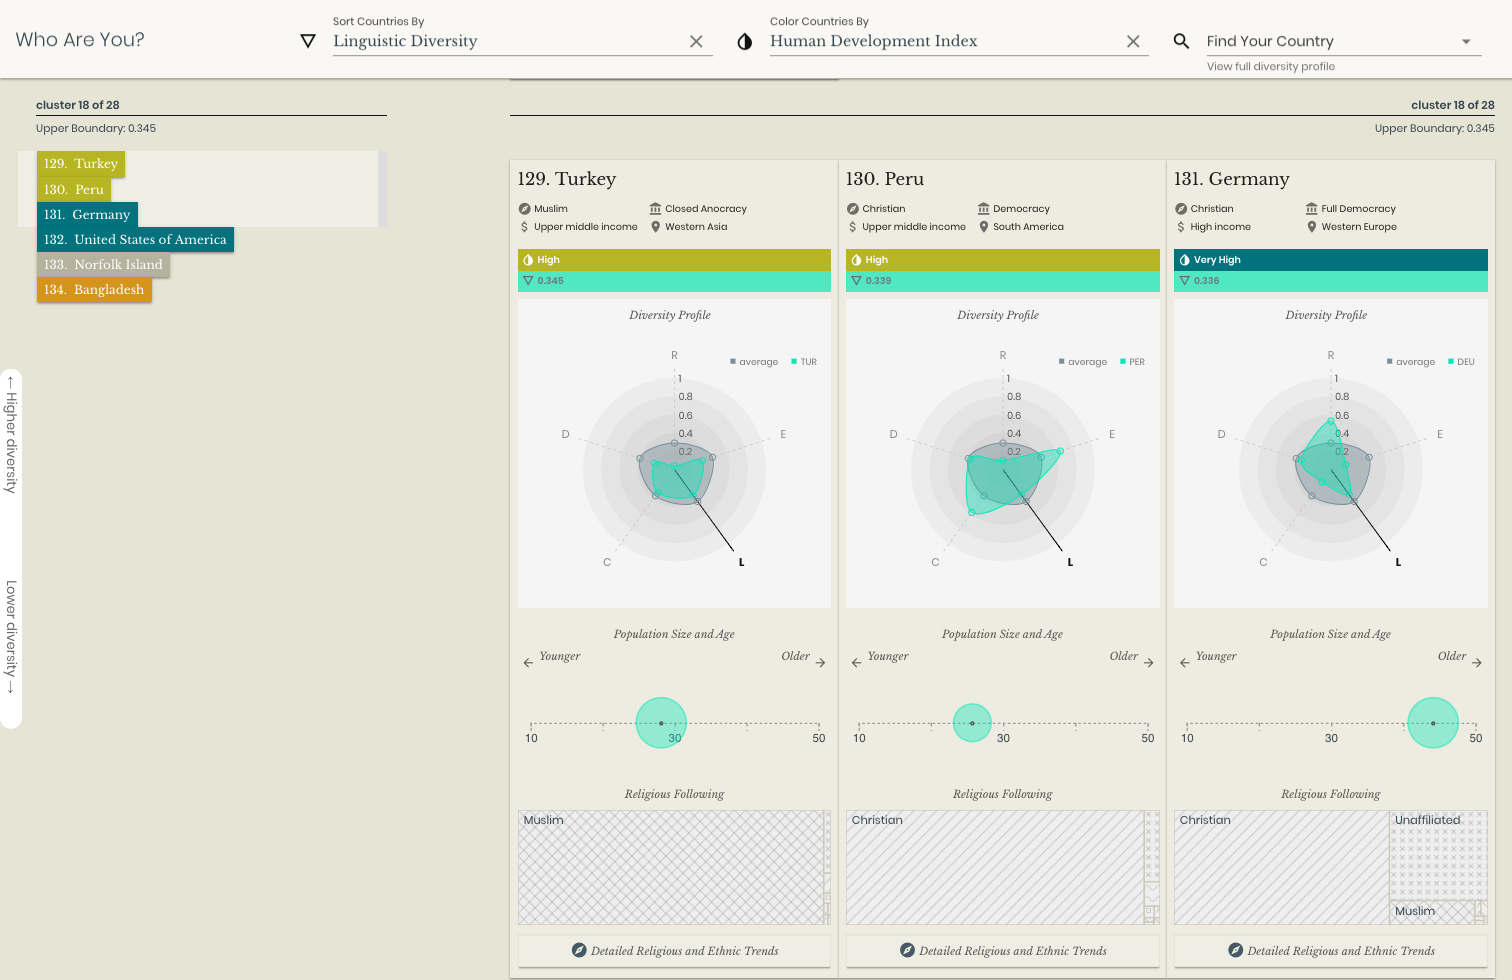 Who Are You?
Sort Countries By
Linguistic Diversity
Color Countries By
Human Development Index
Find Your Country
View full diversity profile
cluster 18 of 28
Upper Boundary: 0.345
129. Turkey
130. Peru
131. Germany
132. United States of America
133. Norfolk Island
134. Bangladesh
← Higher diversity
Lower diversity →
cluster 18 of 28
Upper Boundary: 0.345
129. Turkey
Muslim
Closed Anocracy
Upper middle income
Western Asia
High
0.345
Diversity Profile
average
TUR
R
1
0.8
0.6
0.4
0.2
D
E
C
L
Population Size and Age
Younger
Older
10
30
50
Religious Following
Muslim
Detailed Religious and Ethnic Trends
130. Peru
Christian
Democracy
Upper middle income
South America
High
0.339
Diversity Profile
average
PER
R
1
0.8
0.6
0.4
0.2
D
E
C
L
Population Size and Age
Younger
Older
10
30
50
Religious Following
Christian
Detailed Religious and Ethnic Trends
131. Germany
Christian
Full Democracy
High income
Western Europe
Very High
0.336
Diversity Profile
average
DEU
R
1
0.8
0.6
0.4
0.2
D
E
C
L
Population Size and Age
Younger
Older
10
30
50
Religious Following
Christian
Unaffiliated
Muslim
Detailed Religious and Ethnic Trends